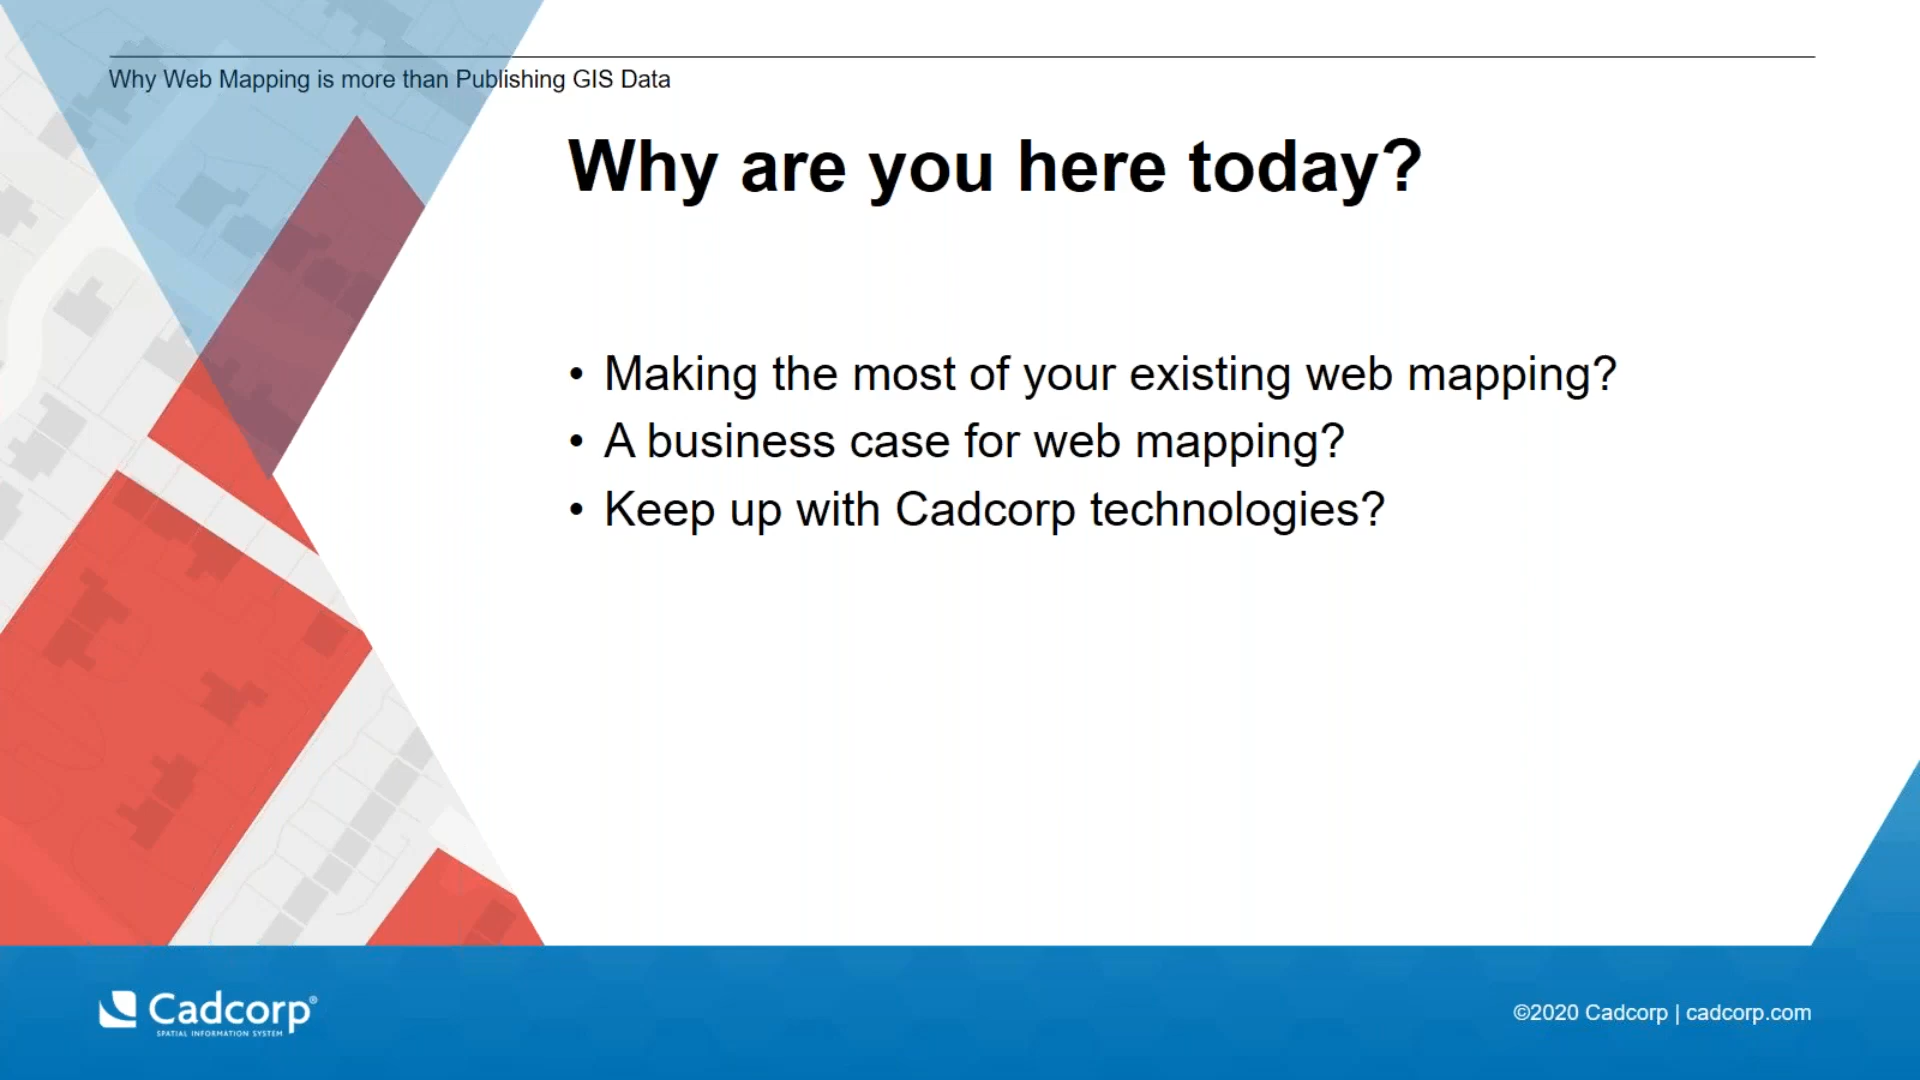 Why Web Mapping is more than Publishing GIS Data
Why are you here today?
• Making the most of your existing web mapping?
• A business case for web mapping?
• Keep up with Cadcorp technologies?
Cadcorp®
SPATIAL INFORMATION SYSTEM
©2020 Cadcorp | cadcorp.com